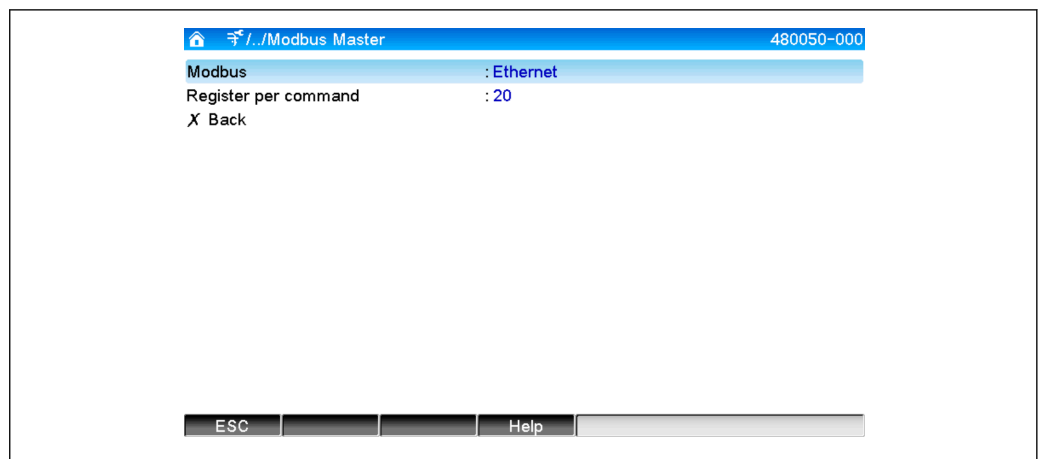 /../Modbus Master 480050-000
Modbus : Ethernet
Register per command : 20
X Back
ESC Help